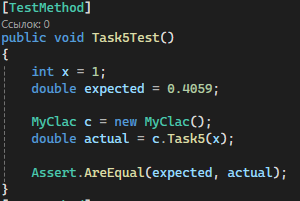 [TestMethod]
Ссылок: 0
public void Task5Test()
{
int x = 1;
double expected = 0.4059;
MyClac c = new MyClac();
double actual = c.Task5(x);
Assert.AreEqual(expected, actual);
}